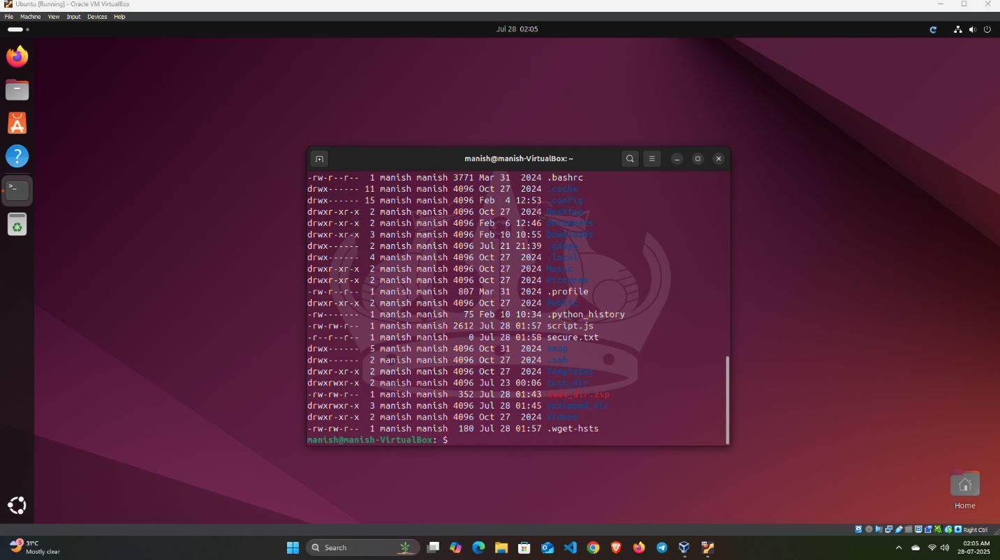 Ubuntu [Running] - Oracle VM VirtualBox
File Machine View Input Devices Help
Jul 28 02:05
manish@manish-VirtualBox: ~
-rw-r--r-- 1 manish manish 3771 Mar 31 2024 .bashrc
drwx------ 11 manish manish 4096 Oct 27 2024 .cache
drwx------ 15 manish manish 4096 Feb 4 12:53 .config
drwxr-xr-x 2 manish manish 4096 Oct 27 2024 Desktop
drwxr-xr-x 2 manish manish 4096 Feb 6 12:46 Documents
drwxr-xr-x 3 manish manish 4096 Feb 10 10:55 Downloads
drwx------ 2 manish manish 4096 Jul 21 21:39 .gnupg
drwx------ 4 manish manish 4096 Oct 27 2024 .local
drwxr-xr-x 2 manish manish 4096 Oct 27 2024 Music
drwxr-xr-x 2 manish manish 4096 Oct 27 2024 Pictures
-rw-r--r-- 1 manish manish 807 Mar 31 2024 .profile
drwxr-xr-x 2 manish manish 4096 Oct 27 2024 Public
-rw------- 1 manish manish 75 Feb 10 10:34 .python_history
-rw-rw-r-- 1 manish manish 2612 Jul 28 01:57 script.js
-r--r--r-- 1 manish manish 0 Jul 28 01:58 secure.txt
drwx------ 5 manish manish 4096 Oct 31 2024 snap
drwx------ 2 manish manish 4096 Oct 27 2024 .ssh
drwxr-xr-x 2 manish manish 4096 Oct 27 2024 Templates
drwxrwxr-x 2 manish manish 4096 Jul 23 00:06 test_dir
-rw-rw-r-- 1 manish manish 352 Jul 28 01:43 test_dir.zip
drwxrwxr-x 3 manish manish 4096 Jul 28 01:45 unzipped_dir
drwxr-xr-x 2 manish manish 4096 Oct 27 2024 Videos
-rw-rw-r-- 1 manish manish 180 Jul 28 01:57 .wget-hsts
manish@manish-VirtualBox: $
Home
Right Ctrl
5
31°C
Mostly clear
Search
02:05 AM
28-07-2025